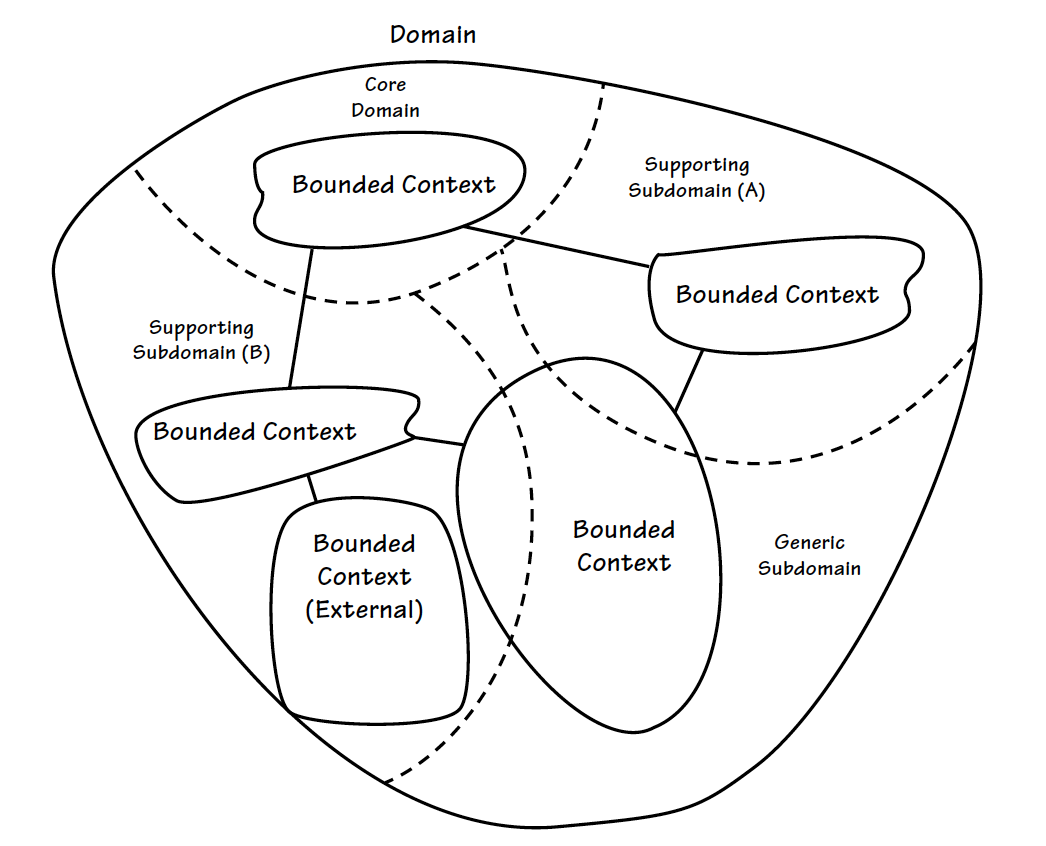 Domain
Core
Domain
Bounded Context
Supporting
Subdomain (A)
Bounded Context
Supporting
Subdomain (B)
Bounded Context
Bounded
Context
(External)
Bounded
Context
Generic
Subdomain